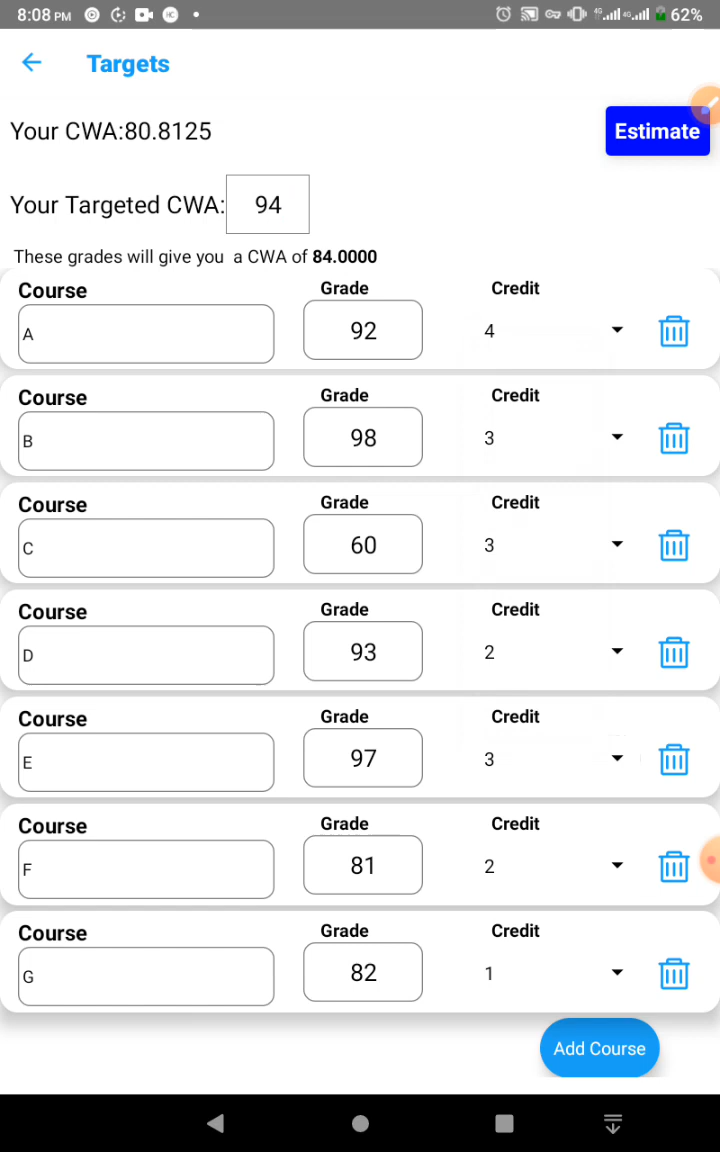 8:08 PM HC 4G 4G 62%
Targets
Your CWA:80.8125
Estimate
Your Targeted CWA: 94
These grades will give you a CWA of 84.0000
Course Grade Credit
A 92 4
Course Grade Credit
B 98 3
Course Grade Credit
C 60 3
Course Grade Credit
D 93 2
Course Grade Credit
E 97 3
Course Grade Credit
F 81 2
Course Grade Credit
G 82 1
Add Course